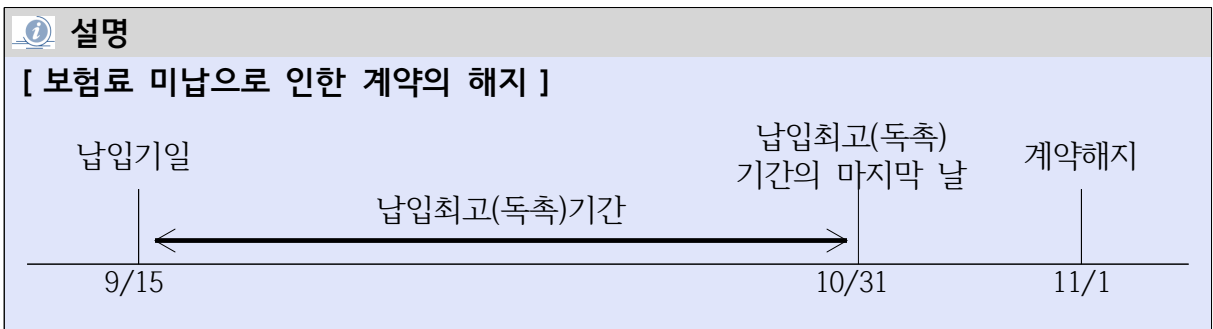 설명
[ 보험료 미납으로 인한 계약의 해지 ]
납입기일
납입최고(독촉)
기간의 마지막 날
계약해지
납입최고(독촉)기간
9/15
10/31
11/1